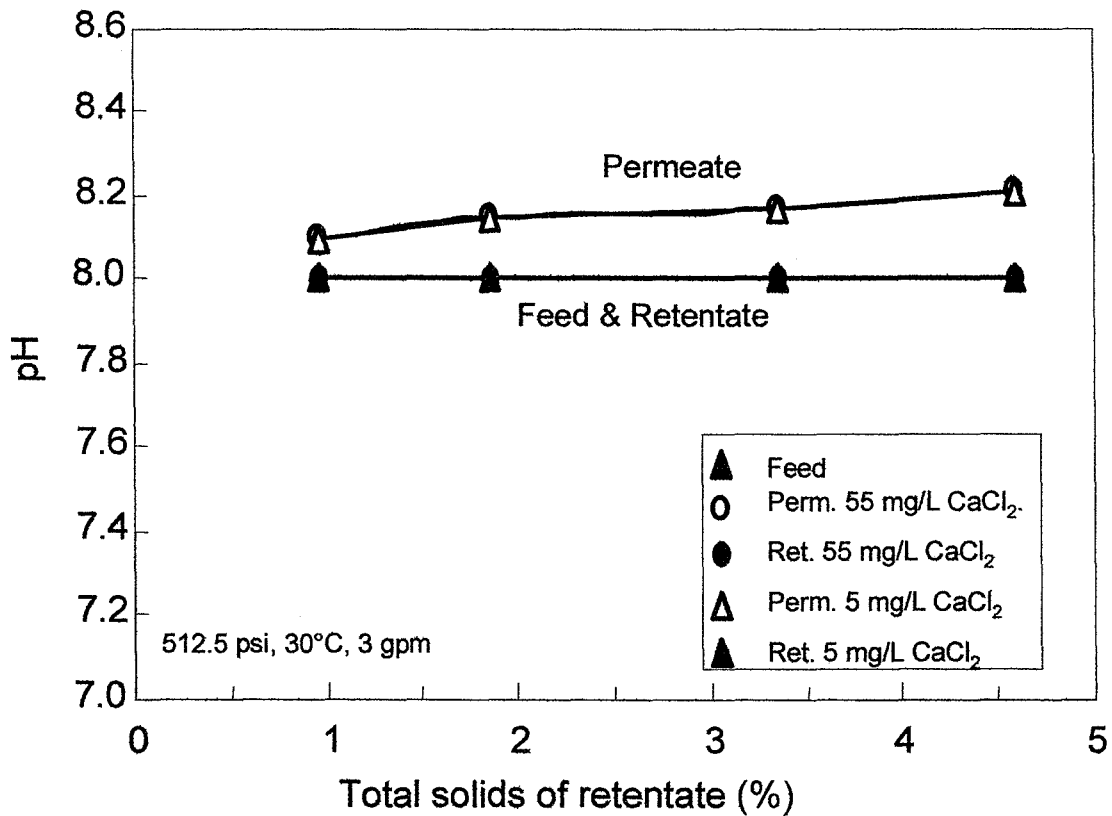 8.6
8.4
8.2
8.0
7.8
7.6
7.4
7.2
7.0
pH
Permeate
Feed & Retentate
Feed
Perm. 55 mg/L CaCl₂.
Ret. 55 mg/L CaCl₂
Perm. 5 mg/L CaCl₂
Ret. 5 mg/L CaCl₂
512.5 psi, 30°C, 3 gpm
0 1 2 3 4 5
Total solids of retentate (%)